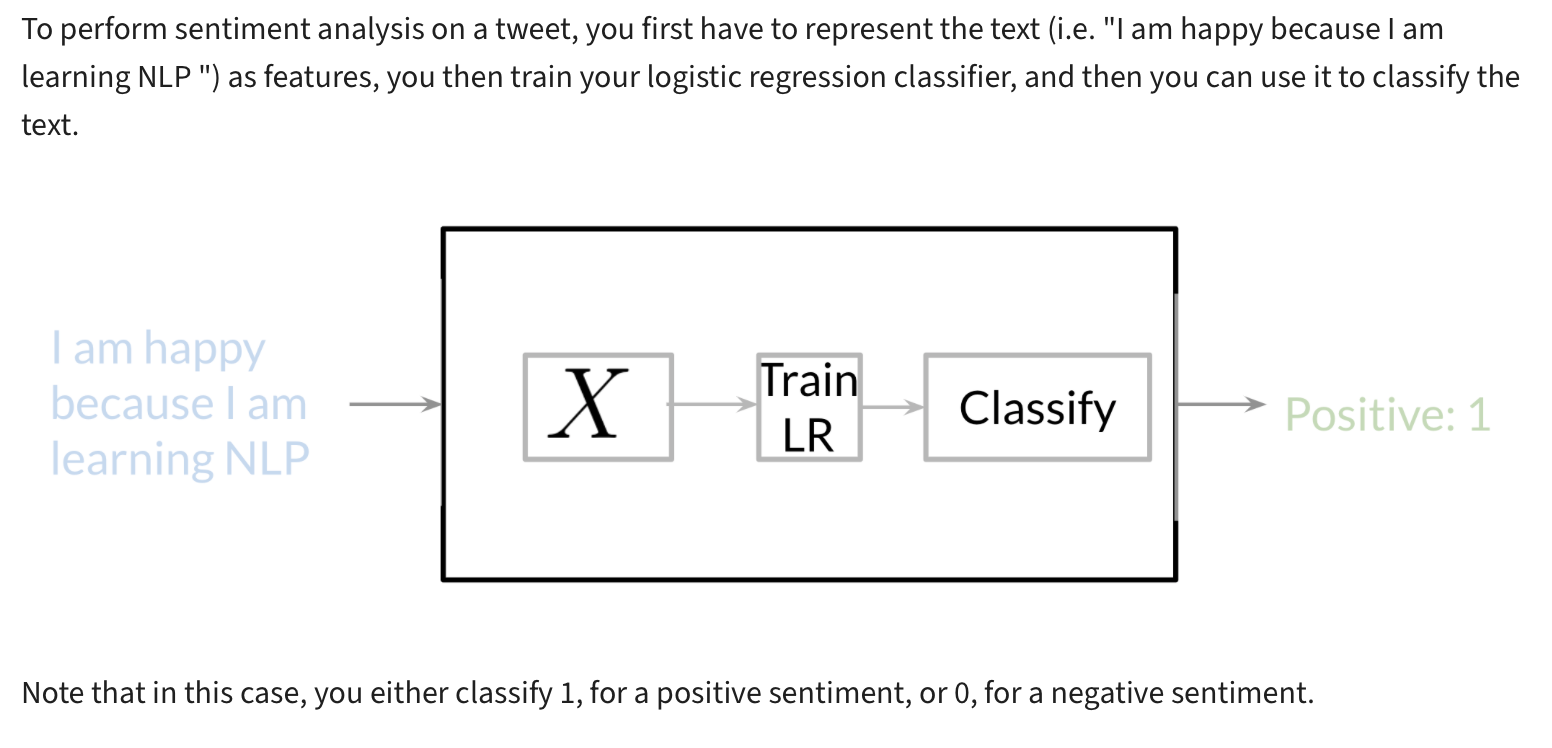 To perform sentiment analysis on a tweet, you first have to represent the text (i.e. "I am happy because I am
learning NLP ") as features, you then train your logistic regression classifier, and then you can use it to classify the
text.
I am happy
because I am
learning NLP
X
Train
LR
Classify
Positive: 1
Note that in this case, you either classify 1, for a positive sentiment, or 0, for a negative sentiment.